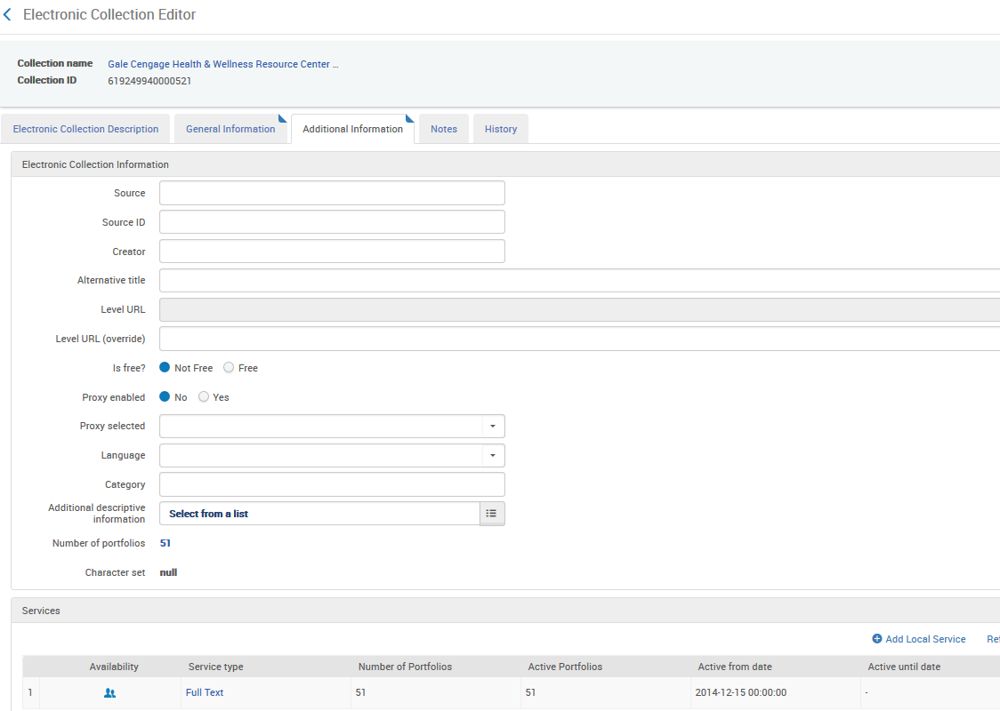 Electronic Collection Editor
Collection name Gale Cengage Health & Wellness Resource Center ...
Collection ID 619249940000521
Electronic Collection Description General Information Additional Information Notes History
Electronic Collection Information
Source
Source ID
Creator
Alternative title
Level URL
Level URL (override)
Is free? Not Free Free
Proxy enabled No Yes
Proxy selected
Language
Category
Additional descriptive
information Select from a list
Number of portfolios 51
Character set null
Services
Add Local Service Ref
Availability Service type Number of Portfolios Active Portfolios Active from date Active until date
1 Full Text 51 51 2014-12-15 00:00:00 -